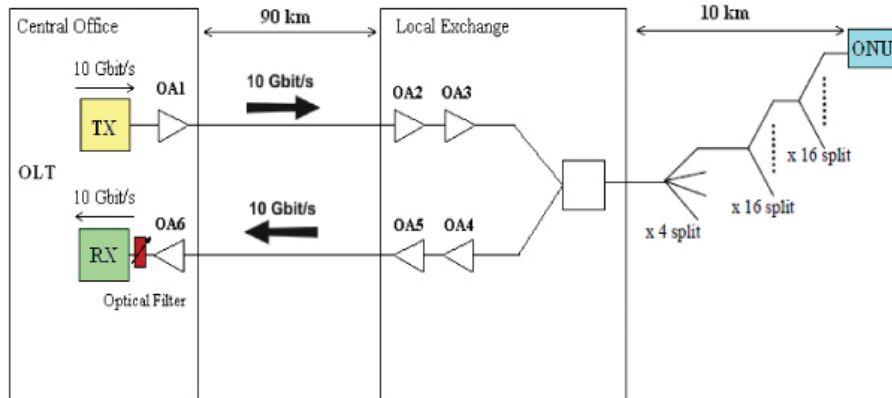 Central Office
90 km
Local Exchange
10 km
ONU
10 Gbit/s
OA1
10 Gbit/s
OA2
OA3
TX
OLT
x 16 split
10 Gbit/s
OA6
10 Gbit/s
OA5
OA4
x 16 split
x 4 split
RX
Optical Filter